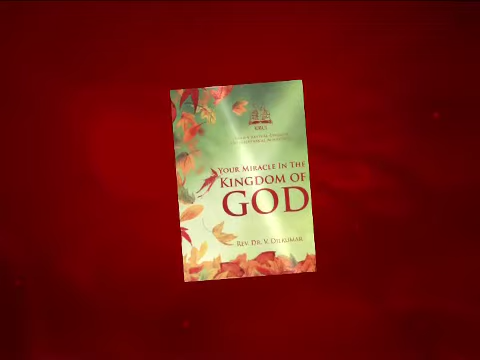 YOUR MIRACLE IN THE
KINGDOM OF
GOD
REV. DR. V. DILKUMAR